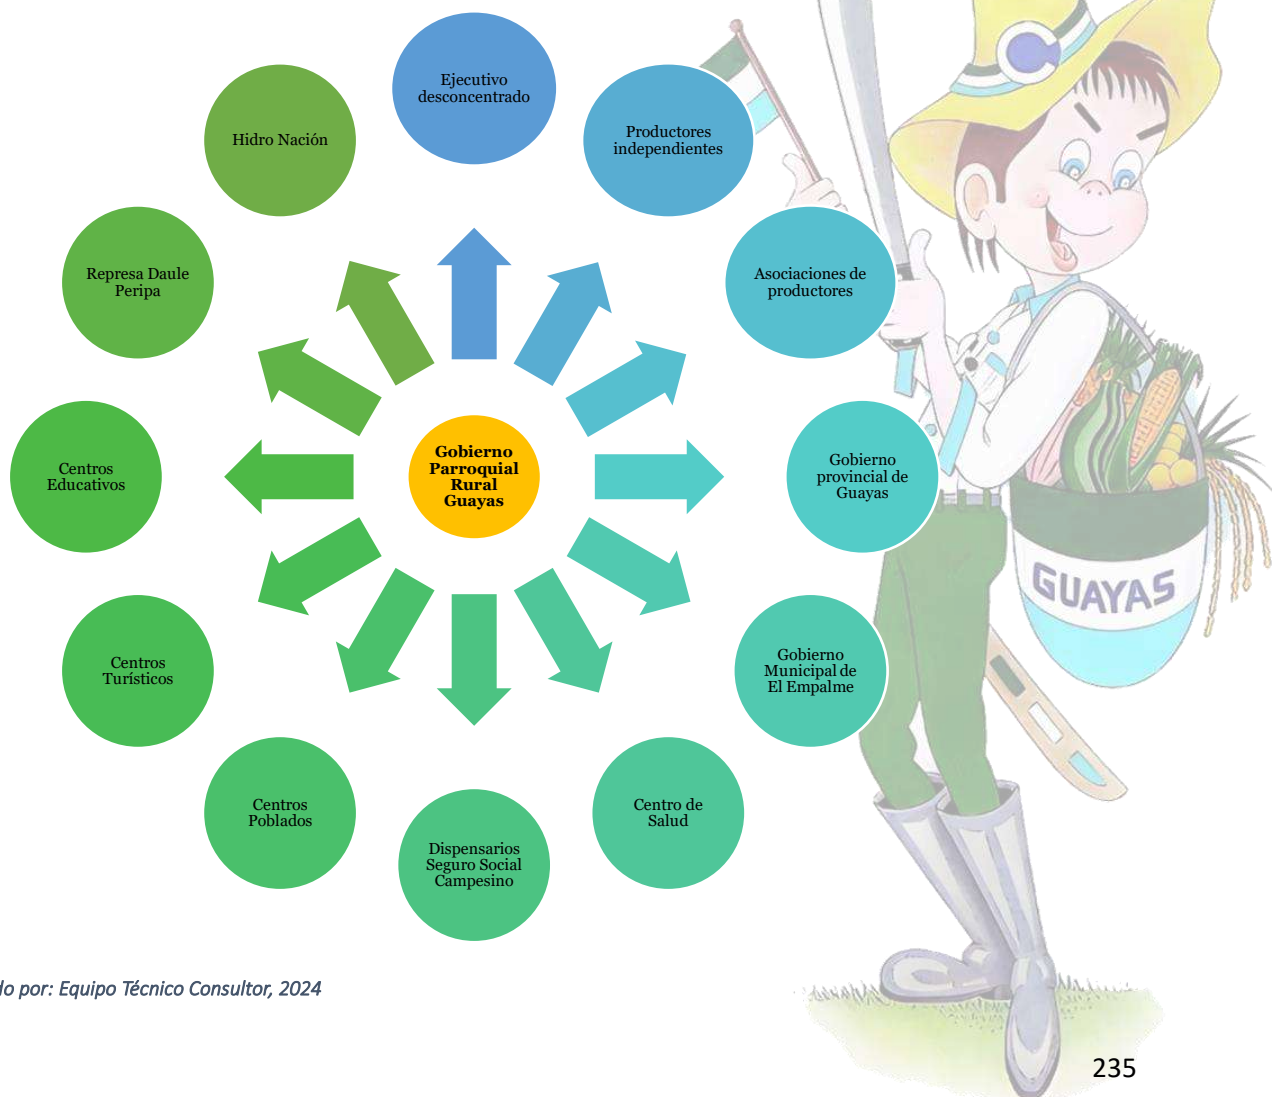 Ejecutivo
desconcentrado
Productores
independientes
Asociaciones de
productores
Gobierno
provincial de
Guayas
Gobierno
Municipal de
El Empalme
Centro de
Salud
Dispensarios
Seguro Social
Campesino
Centros
Poblados
Centros
Turísticos
Centros
Educativos
Represa Daule
Peripa
Hidro Nación
Gobierno
Parroquial
Rural
Guayas
GUAYAS
por: Equipo Técnico Consultor, 2024
235